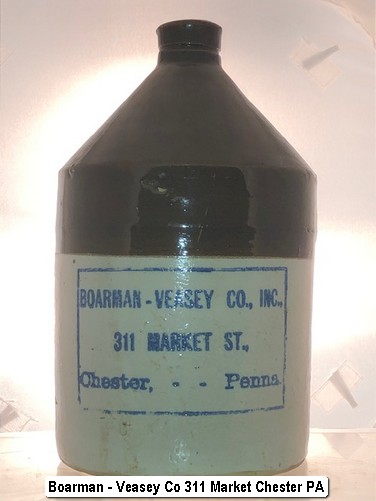 BOARMAN - VEASEY CO., INC.,
311 MARKET ST.,
Chester, - - Penna
Boarman - Veasey Co 311 Market Chester PA